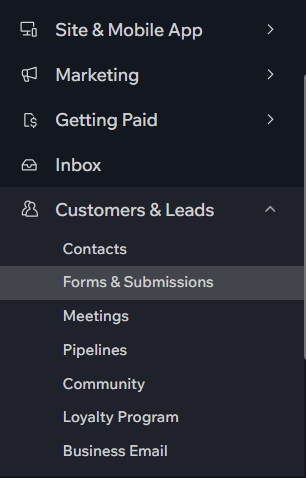 Site & Mobile App
Marketing
Getting Paid
Inbox
Customers & Leads
Contacts
Forms & Submissions
Meetings
Pipelines
Community
Loyalty Program
Business Email